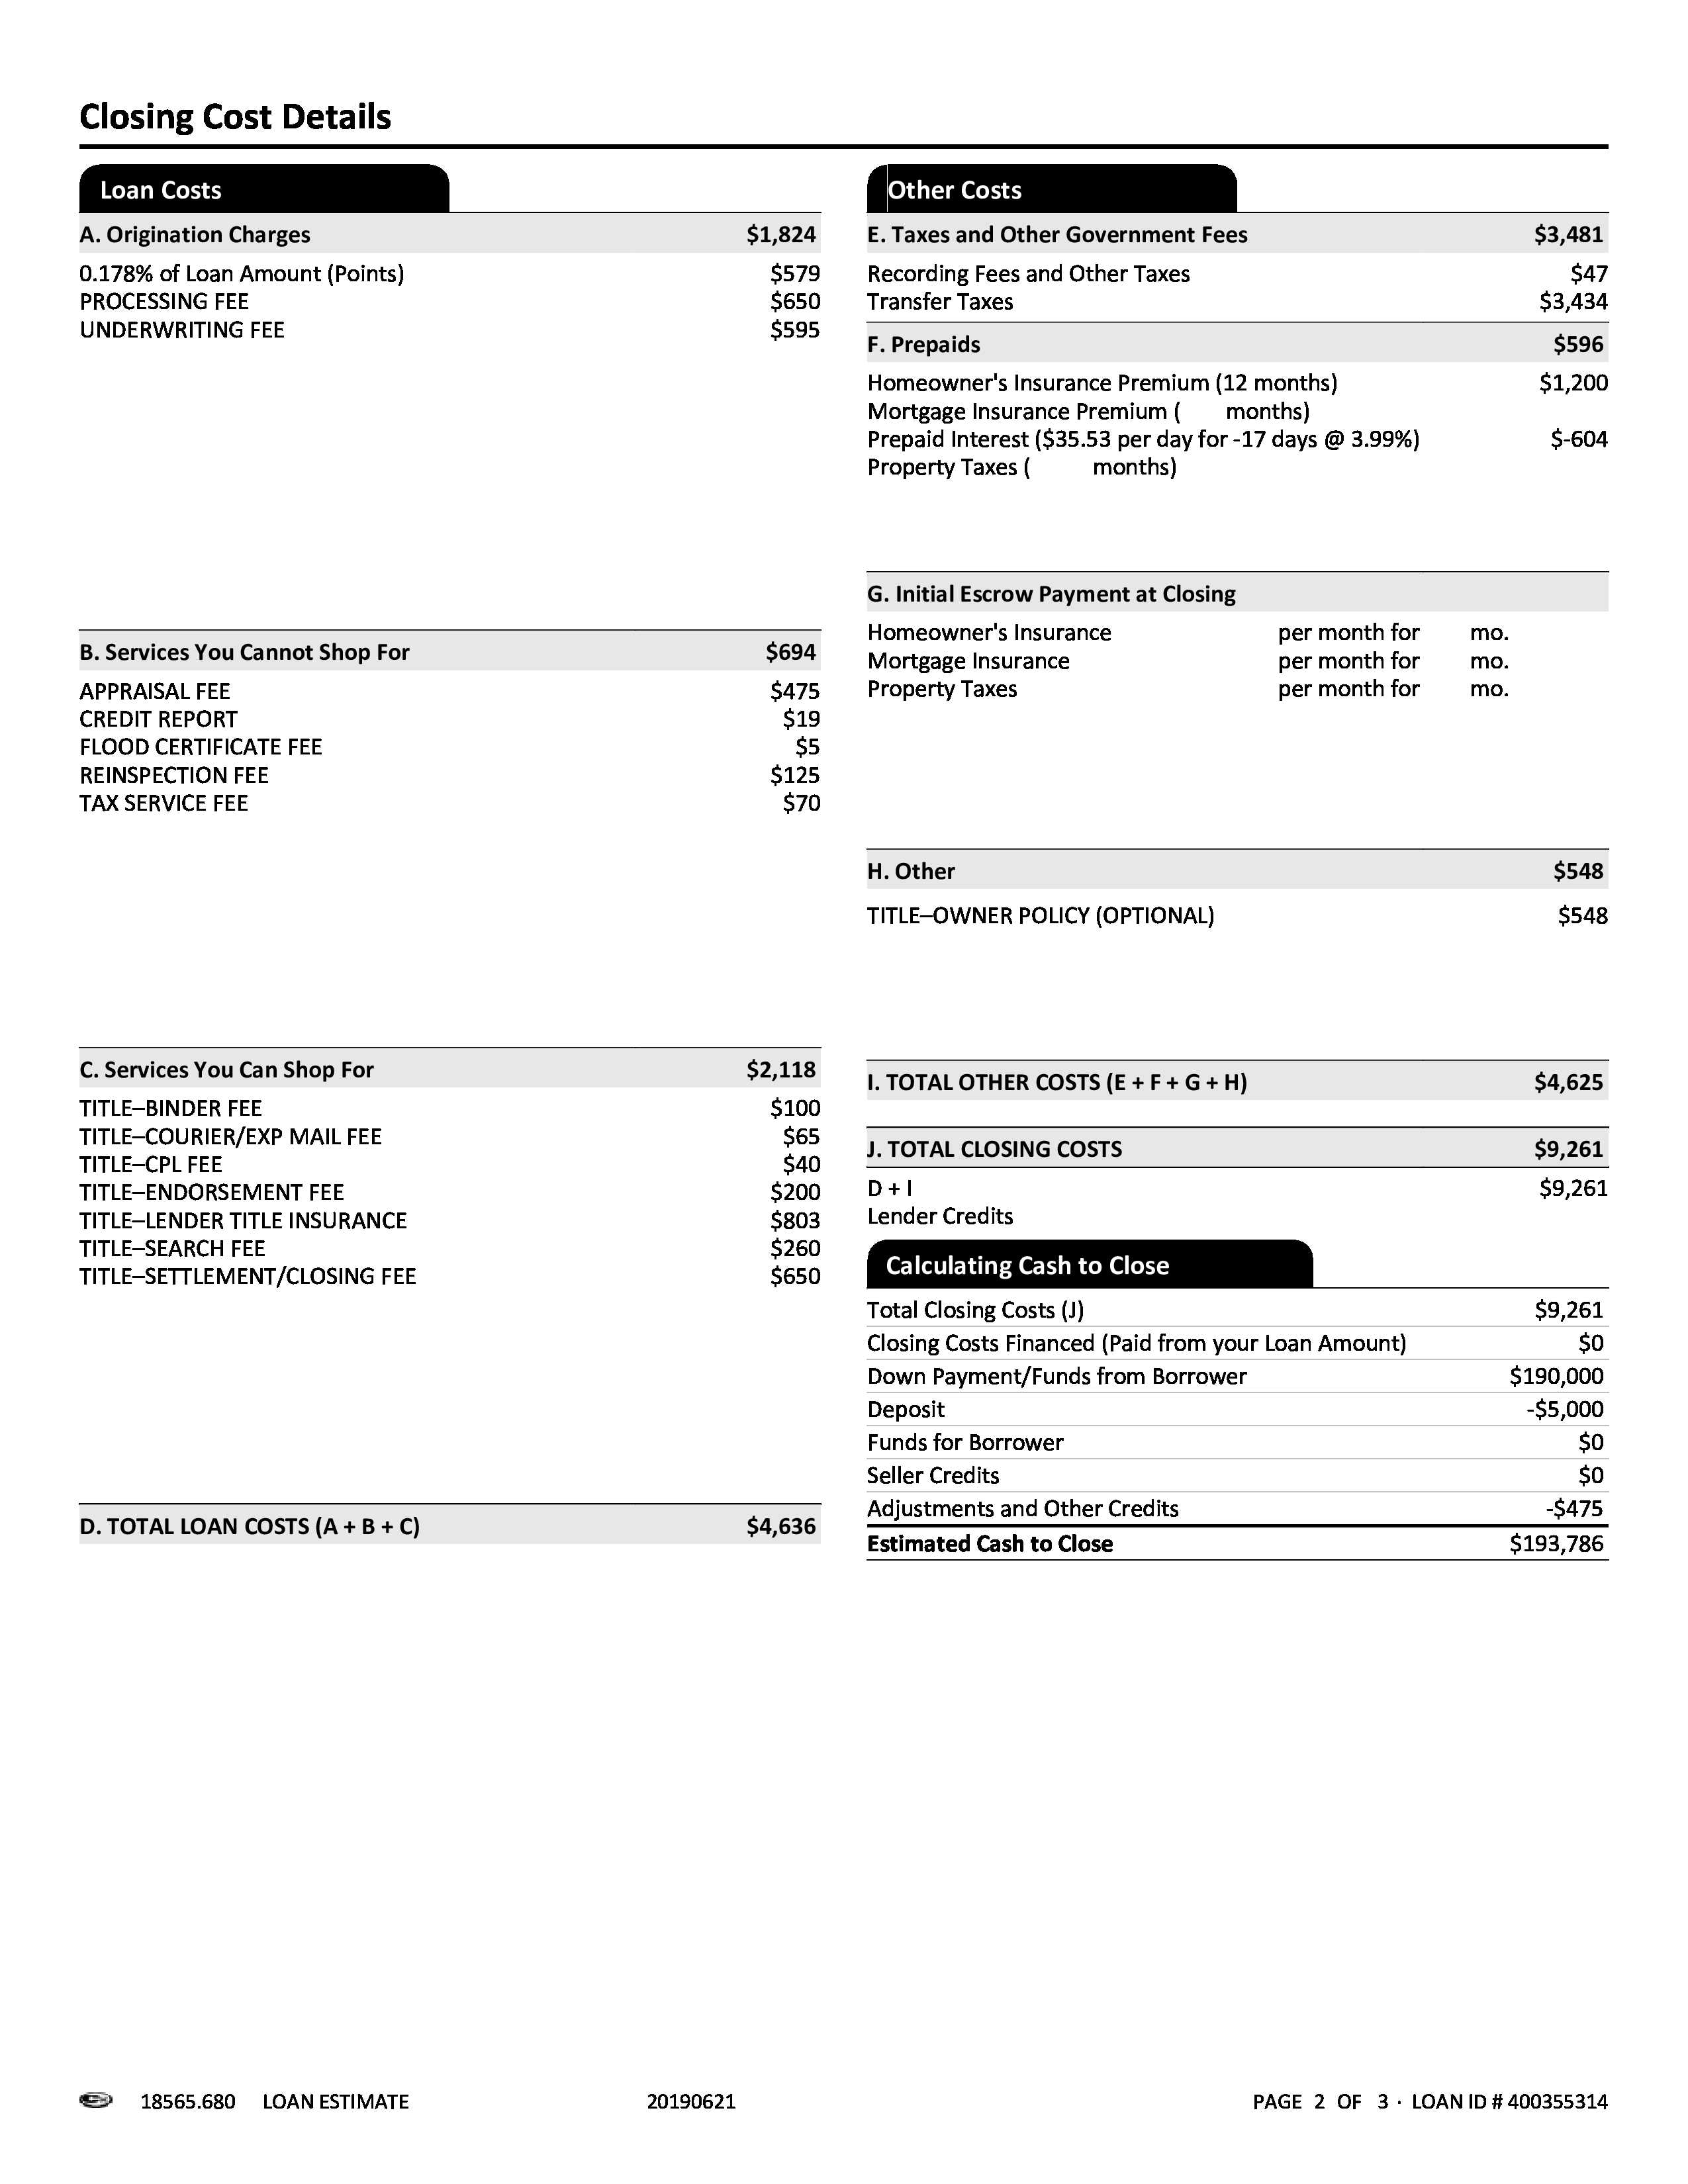 Closing Cost Details
Loan Costs
A. Origination Charges $1,824
0.178% of Loan Amount (Points) $579
PROCESSING FEE $650
UNDERWRITING FEE $595
B. Services You Cannot Shop For $694
APPRAISAL FEE $475
CREDIT REPORT $19
FLOOD CERTIFICATE FEE $5
REINSPECTION FEE $125
TAX SERVICE FEE $70
C. Services You Can Shop For $2,118
TITLE–BINDER FEE $100
TITLE–COURIER/EXP MAIL FEE $65
TITLE–CPL FEE $40
TITLE–ENDORSEMENT FEE $200
TITLE–LENDER TITLE INSURANCE $803
TITLE–SEARCH FEE $260
TITLE–SETTLEMENT/CLOSING FEE $650
D. TOTAL LOAN COSTS (A + B + C) $4,636
Other Costs
E. Taxes and Other Government Fees $3,481
Recording Fees and Other Taxes $47
Transfer Taxes $3,434
F. Prepaids $596
Homeowner's Insurance Premium (12 months) $1,200
Mortgage Insurance Premium ( months)
Prepaid Interest ($35.53 per day for -17 days @ 3.99%) $-604
Property Taxes ( months)
G. Initial Escrow Payment at Closing
Homeowner's Insurance per month for mo.
Mortgage Insurance per month for mo.
Property Taxes per month for mo.
H. Other $548
TITLE–OWNER POLICY (OPTIONAL) $548
I. TOTAL OTHER COSTS (E + F + G + H) $4,625
J. TOTAL CLOSING COSTS $9,261
D + I $9,261
Lender Credits
Calculating Cash to Close
Total Closing Costs (J) $9,261
Closing Costs Financed (Paid from your Loan Amount) $0
Down Payment/Funds from Borrower $190,000
Deposit -$5,000
Funds for Borrower $0
Seller Credits $0
Adjustments and Other Credits -$475
Estimated Cash to Close $193,786
18565.680 LOAN ESTIMATE 20190621 PAGE 2 OF 3 · LOAN ID # 400355314